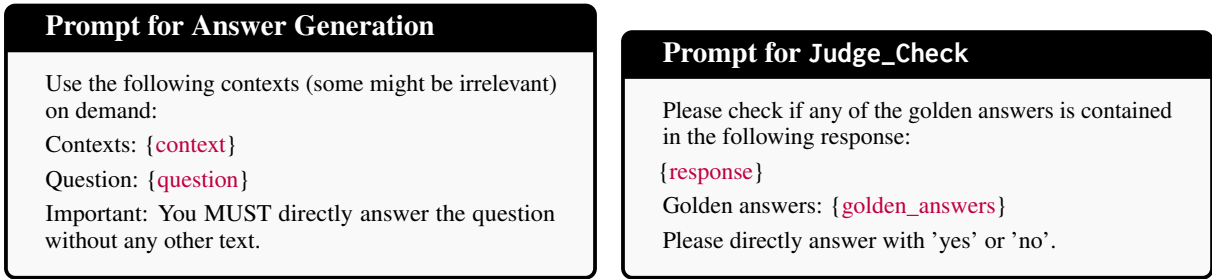 Prompt for Answer Generation
Use the following contexts (some might be irrelevant)
on demand:
Contexts: {context}
Question: {question}
Important: You MUST directly answer the question
without any other text.
Prompt for Judge_Check
Please check if any of the golden answers is contained
in the following response:
{response}
Golden answers: {golden_answers}
Please directly answer with ’yes’ or ’no’.